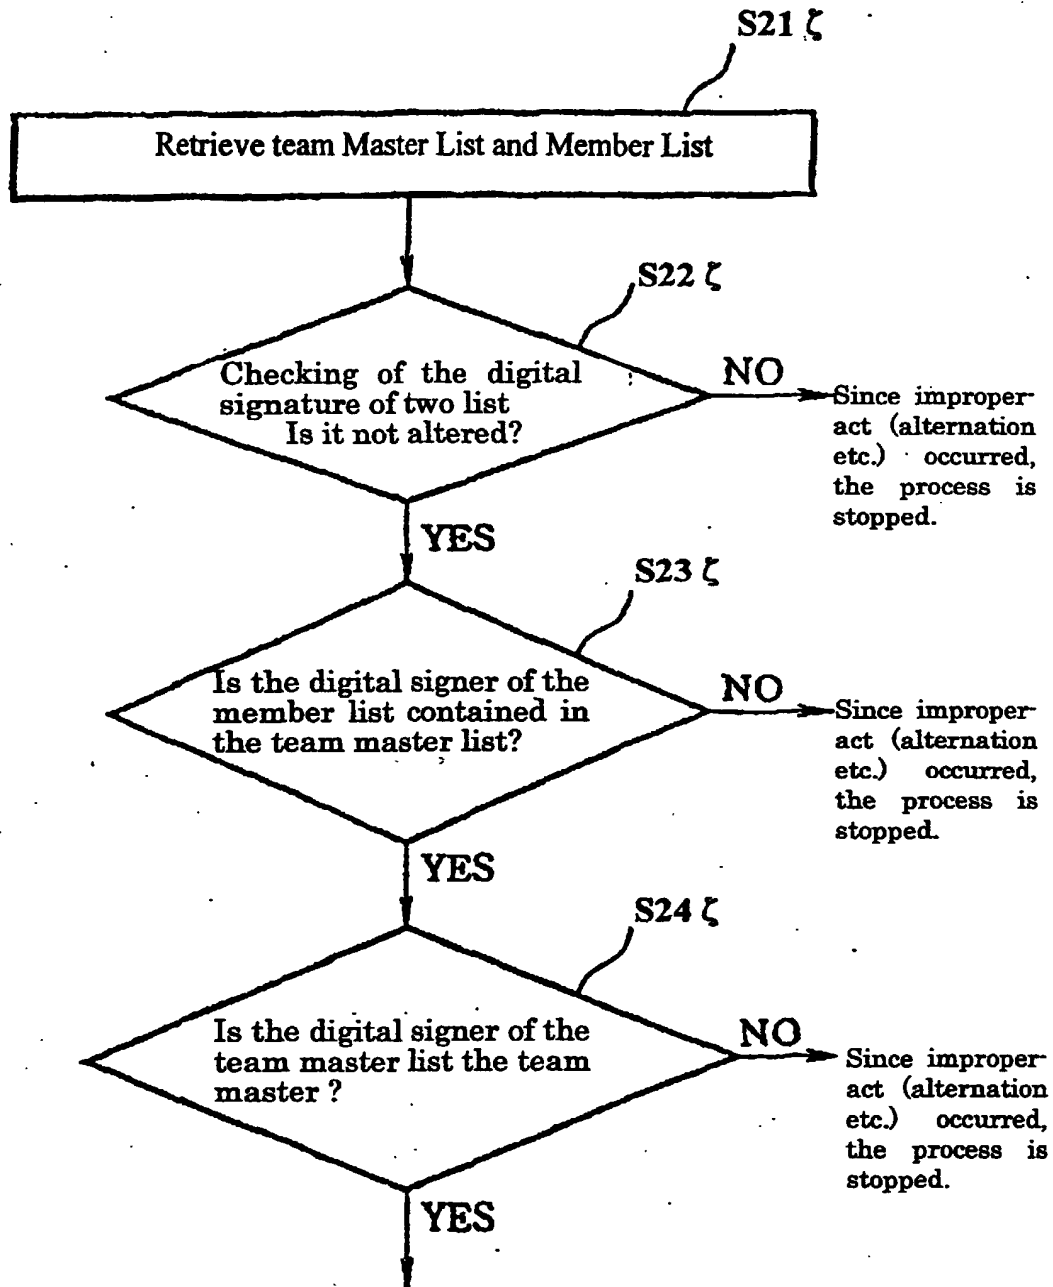 S21 ζ
Retrieve team Master List and Member List
S22 ζ
Checking of the digital
signature of two list
Is it not altered?
NO
Since improper-
act (alternation
etc.) occurred,
the process is
stopped.
YES
S23 ζ
Is the digital signer of the
member list contained in
the team master list?
NO
Since improper-
act (alternation
etc.) occurred,
the process is
stopped.
YES
S24 ζ
Is the digital signer of the
team master list the team
master ?
NO
Since improper-
act (alternation
etc.) occurred,
the process is
stopped.
YES